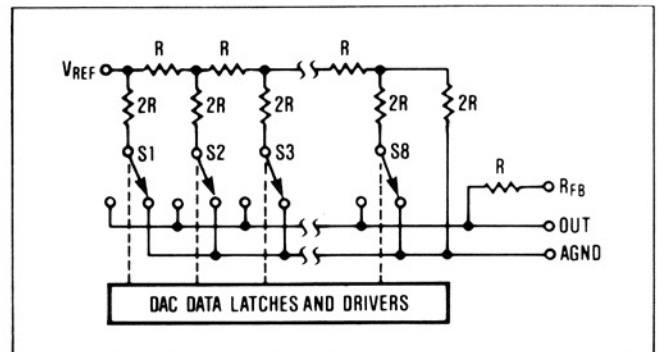 R R R
VREF
2R 2R 2R 2R 2R
S1 S2 S3 S8
R RFB
OUT
AGND
DAC DATA LATCHES AND DRIVERS